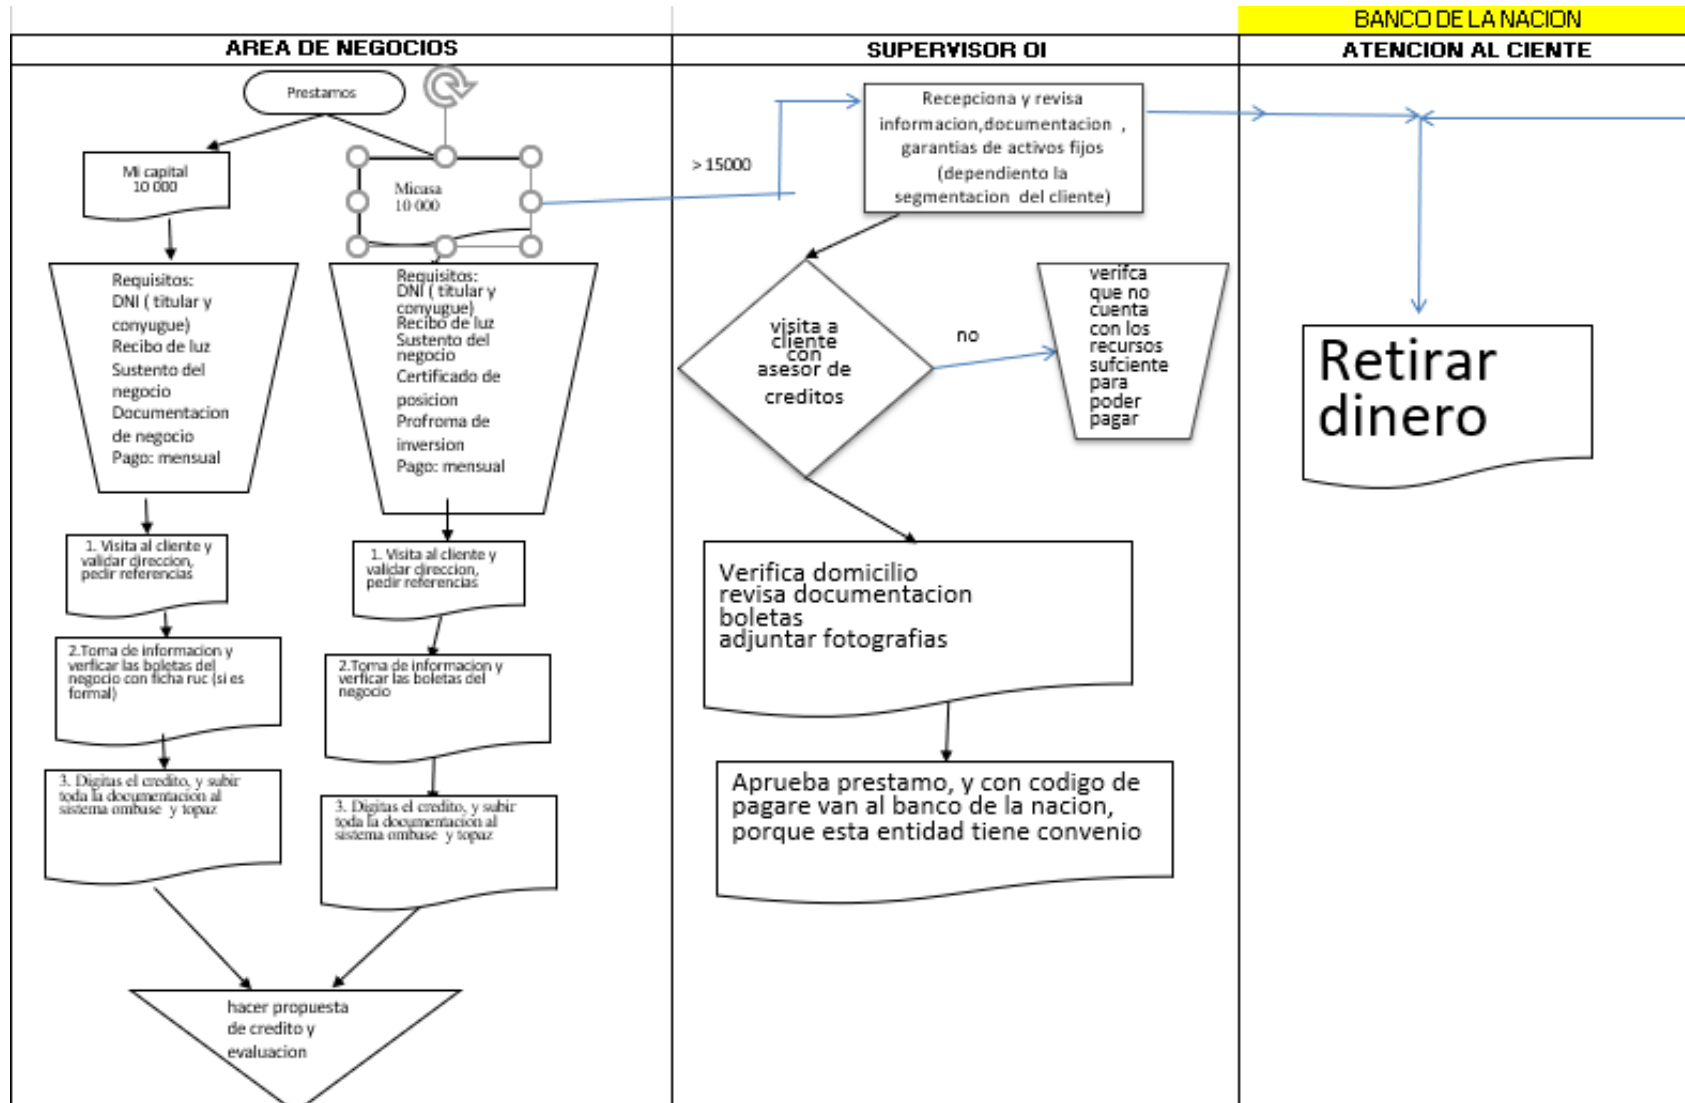 BANCO DE LA NACION
AREA DE NEGOCIOS
SUPERVISOR OI
ATENCION AL CIENTE
Prestamos
Mi capital
10 000
Micasa
10 000
Requisitos:
DNI ( titular y
conyugue)
Recibo de luz
Sustento del
negocio
Documentacion
de negocio
Pago: mensual
Requisitos:
DNI ( titular y
conyugue)
Recibo de luz
Sustento del
negocio
Certificado de
posicion
Profroma de
inversion
Pago: mensual
1. Visita al cliente y
validar direccion,
pedir referencias
1. Visita al cliente y
validar direccion,
pedir referencias
2.Toma de informacion y
verficar las boletas del
negocio con ficha ruc (si es
formal)
2.Toma de informacion y
verficar las boletas del
negocio
3. Digitas el credito, y subir
toda la documentacion al
sistema ombase y topaz
3. Digitas el credito, y subir
toda la documentacion al
sistema ombase y topaz
hacer propuesta
de credito y
evaluacion
> 15000
Recepciona y revisa
informacion,documentacion ,
garantias de activos fijos
(dependiento la
segmentacion del cliente)
visita a
cliente
con
asesor de
creditos
no
verifca
que no
cuenta
con los
recursos
sufciente
para
poder
pagar
Verifica domicilio
revisa documentacion
boletas
adjuntar fotografias
Aprueba prestamo, y con codigo de
pagare van al banco de la nacion,
porque esta entidad tiene convenio
Retirar
dinero